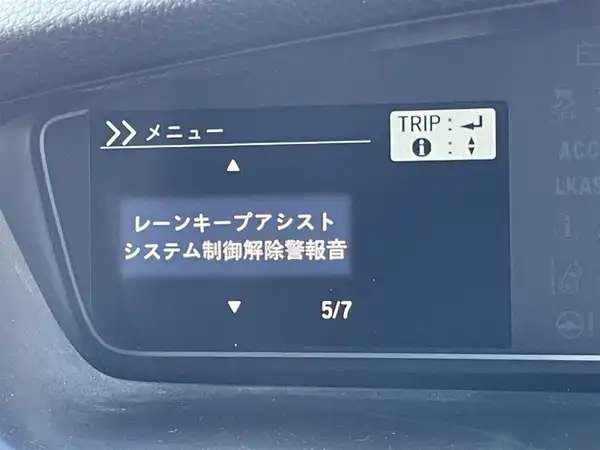 メニュー
TRIP :
:
レーンキープアシスト
システム制御解除警報音
5/7
ACC
LKAS